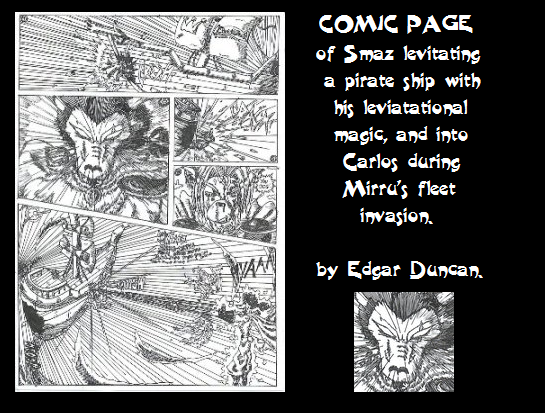 COMIC PAGE
of Smaz levitating
a pirate ship with
his leviatational
magic, and into
Carlos during
Mirru's fleet
invasion.
by Edgar Duncan.